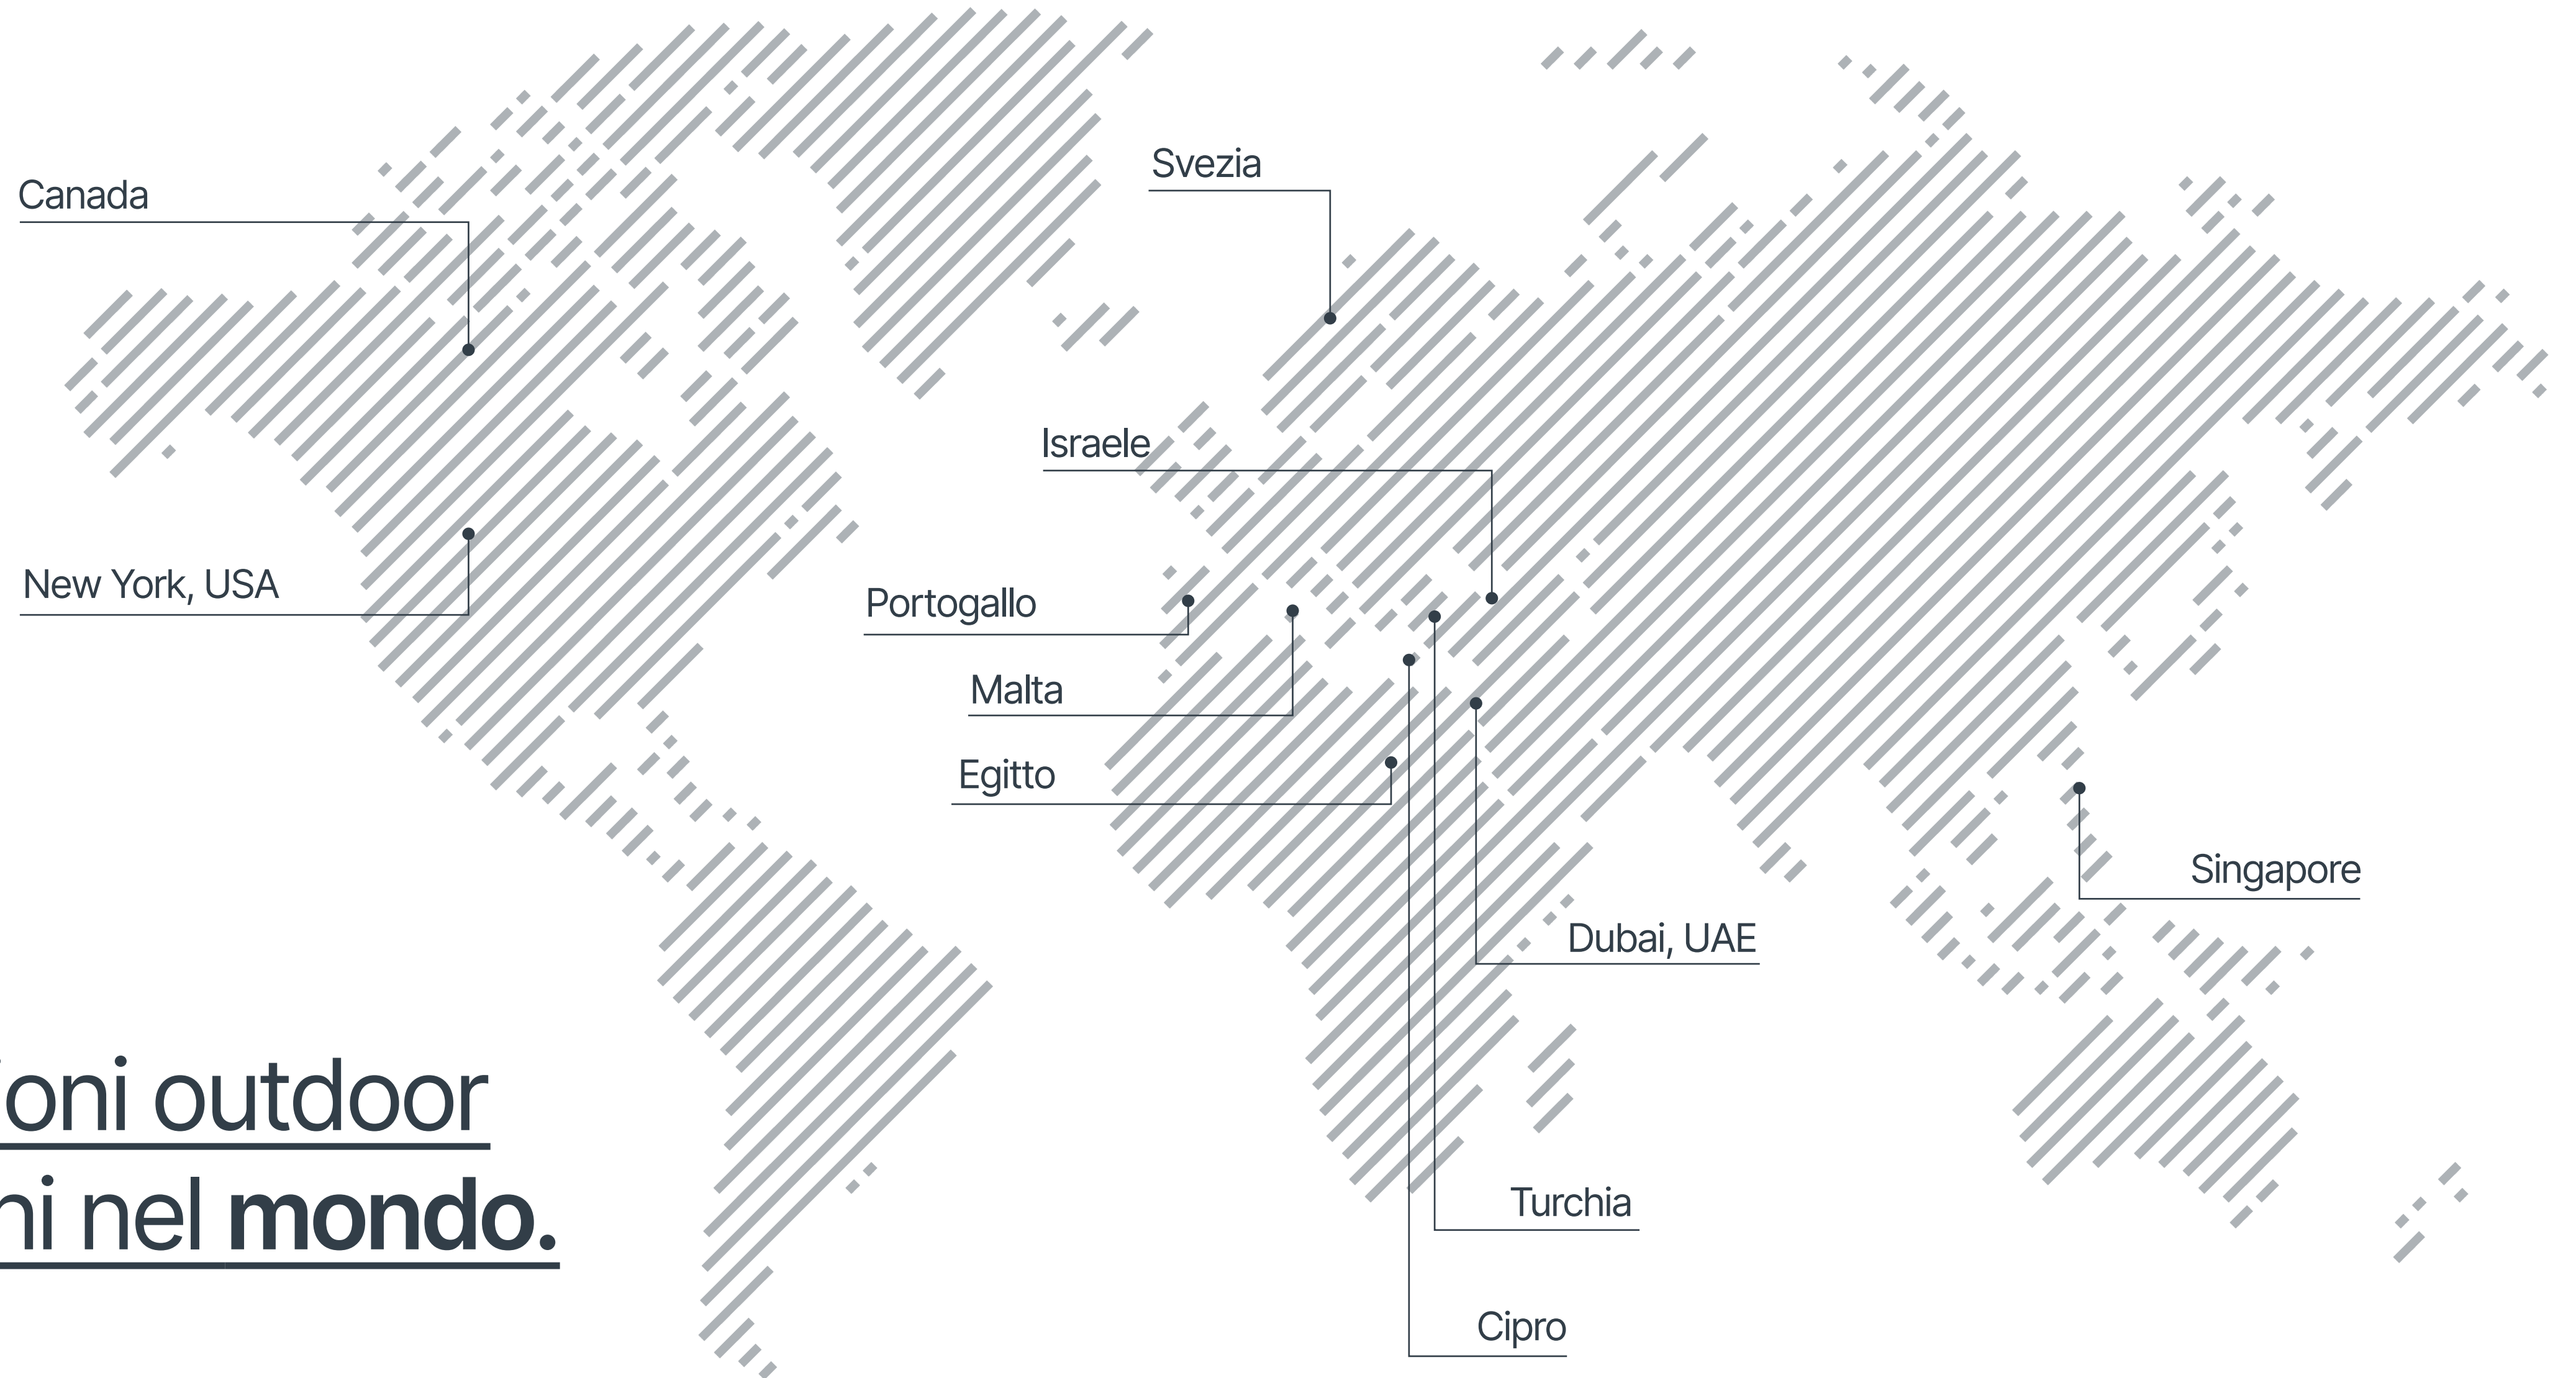 Svezia
Canada
Israele
New York, USA
Portogallo
Malta
Egitto
Singapore
Dubai, UAE
oni outdoor
ni nel mondo.
Turchia
Cipro